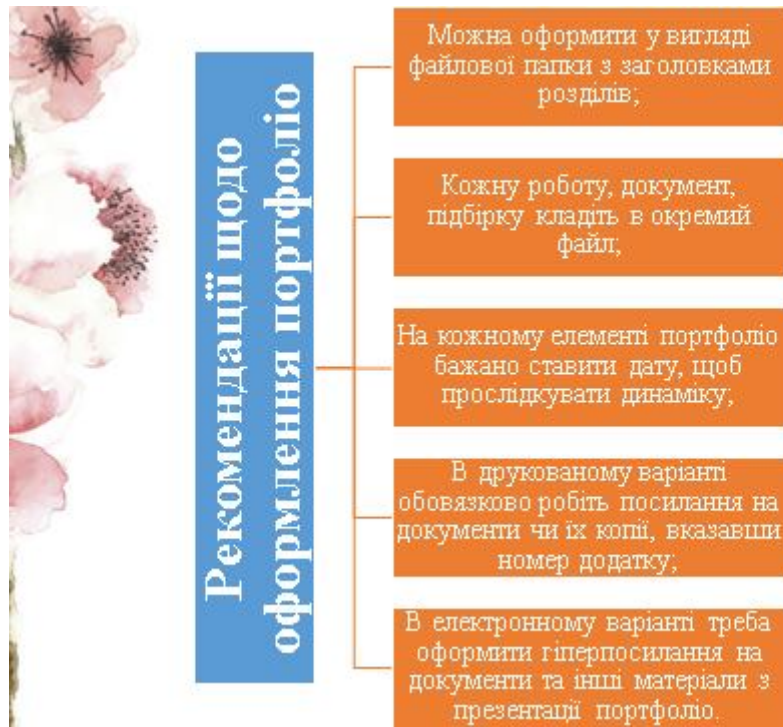 Рекомендації щодо
оформлення портфоліо
Можна оформити у вигляді
файлової папки з заголовками
розділів;
Кожну роботу, документ,
підбірку кладіть в окремий
файл;
На кожному елементі портфоліо
бажано ставити дату, щоб
прослідкувати динаміку;
В друкованому варіанті
обовязково робіть посилання на
документи чи їх копії, вказавши
номер додатку;
В електронному варіанті треба
оформити гіперпосилання на
документи та інші матеріали з
презентації портфоліо.